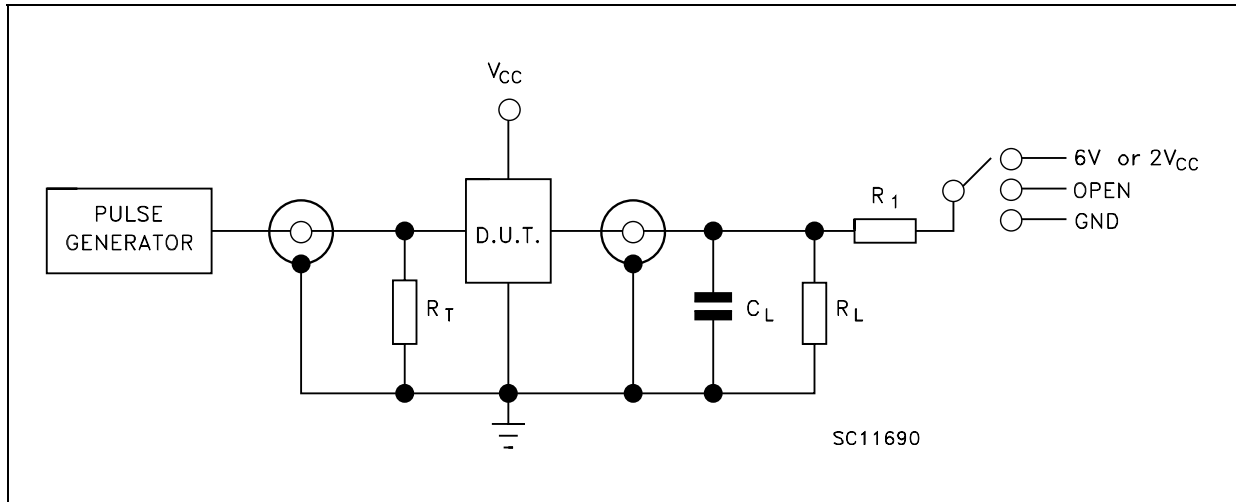 VCC
6V or 2VCC
PULSE
GENERATOR
D.U.T.
R1
OPEN
GND
RT
CL
RL
SC11690